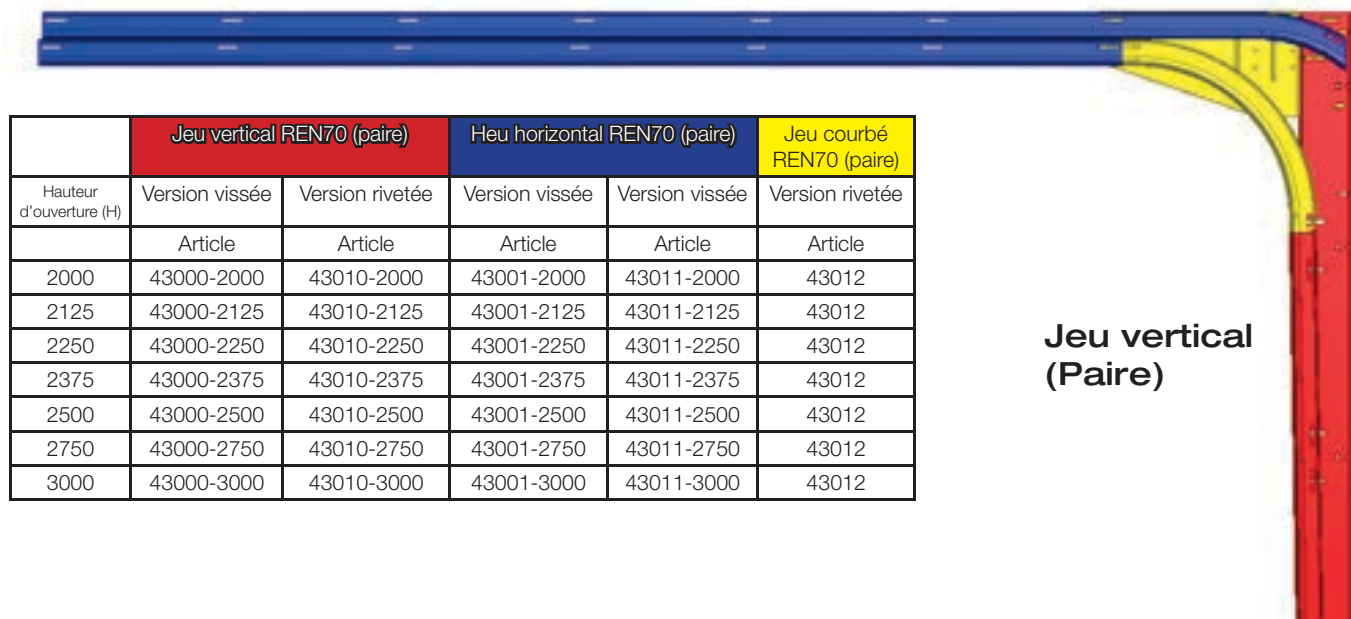 Jeu vertical REN70 (paire) Heu horizontal REN70 (paire) Jeu courbé
REN70 (paire)
Hauteur
d'ouverture (H) Version vissée Version rivetée Version vissée Version vissée Version rivetée
Article Article Article Article Article
2000 43000-2000 43010-2000 43001-2000 43011-2000 43012
2125 43000-2125 43010-2125 43001-2125 43011-2125 43012
2250 43000-2250 43010-2250 43001-2250 43011-2250 43012
2375 43000-2375 43010-2375 43001-2375 43011-2375 43012
2500 43000-2500 43010-2500 43001-2500 43011-2500 43012
2750 43000-2750 43010-2750 43001-2750 43011-2750 43012
3000 43000-3000 43010-3000 43001-3000 43011-3000 43012
Jeu vertical
(Paire)